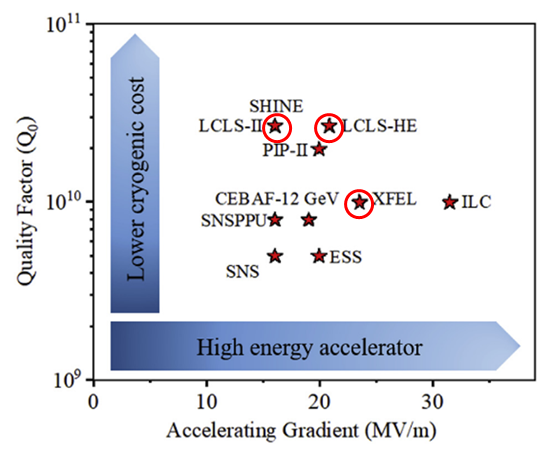 10¹¹
SHINE
LCLS-II
LCLS-HE
PIP-II
10¹⁰
CEBAF-12 GeV
XFEL
ILC
SNSPPU
SNS
ESS
10⁹
Quality Factor (Q₀)
Lower cryogenic cost
High energy accelerator
0
10
20
30
Accelerating Gradient (MV/m)